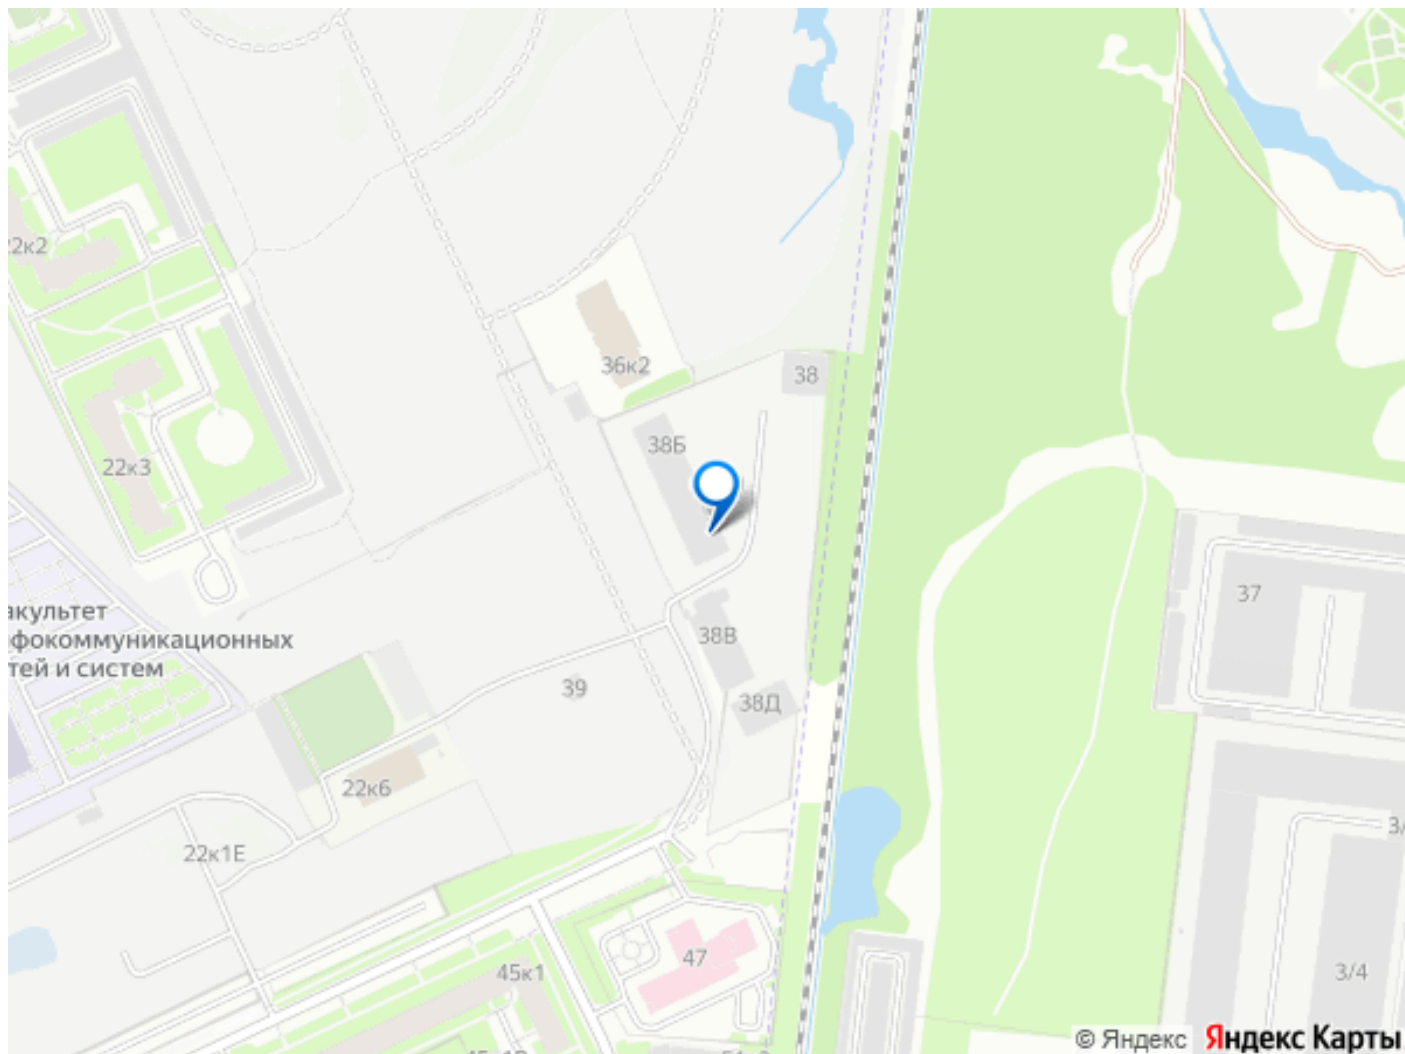 22к2
36к2
38
38Б
22к3
37
акультет
фокоммуникационных
тей и систем
38В
39
38Д
22к6
22к1Е
3/
47
45к1
3/4
© Яндекс Яндекс Карты